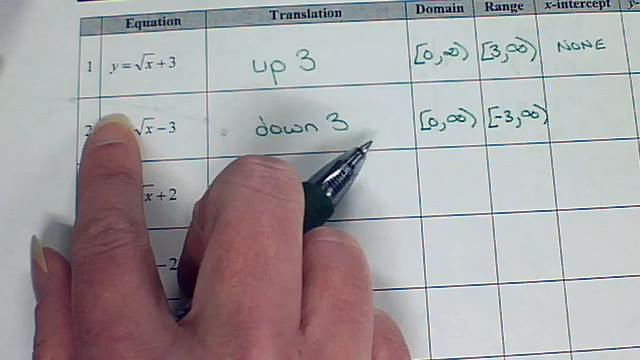 Equation Translation Domain Range x-intercept y-
1 y = √x + 3 up 3 [0, ∞) [3, ∞) NONE
2 √x − 3 down 3 [0, ∞) [-3, ∞)
x + 2
− 2